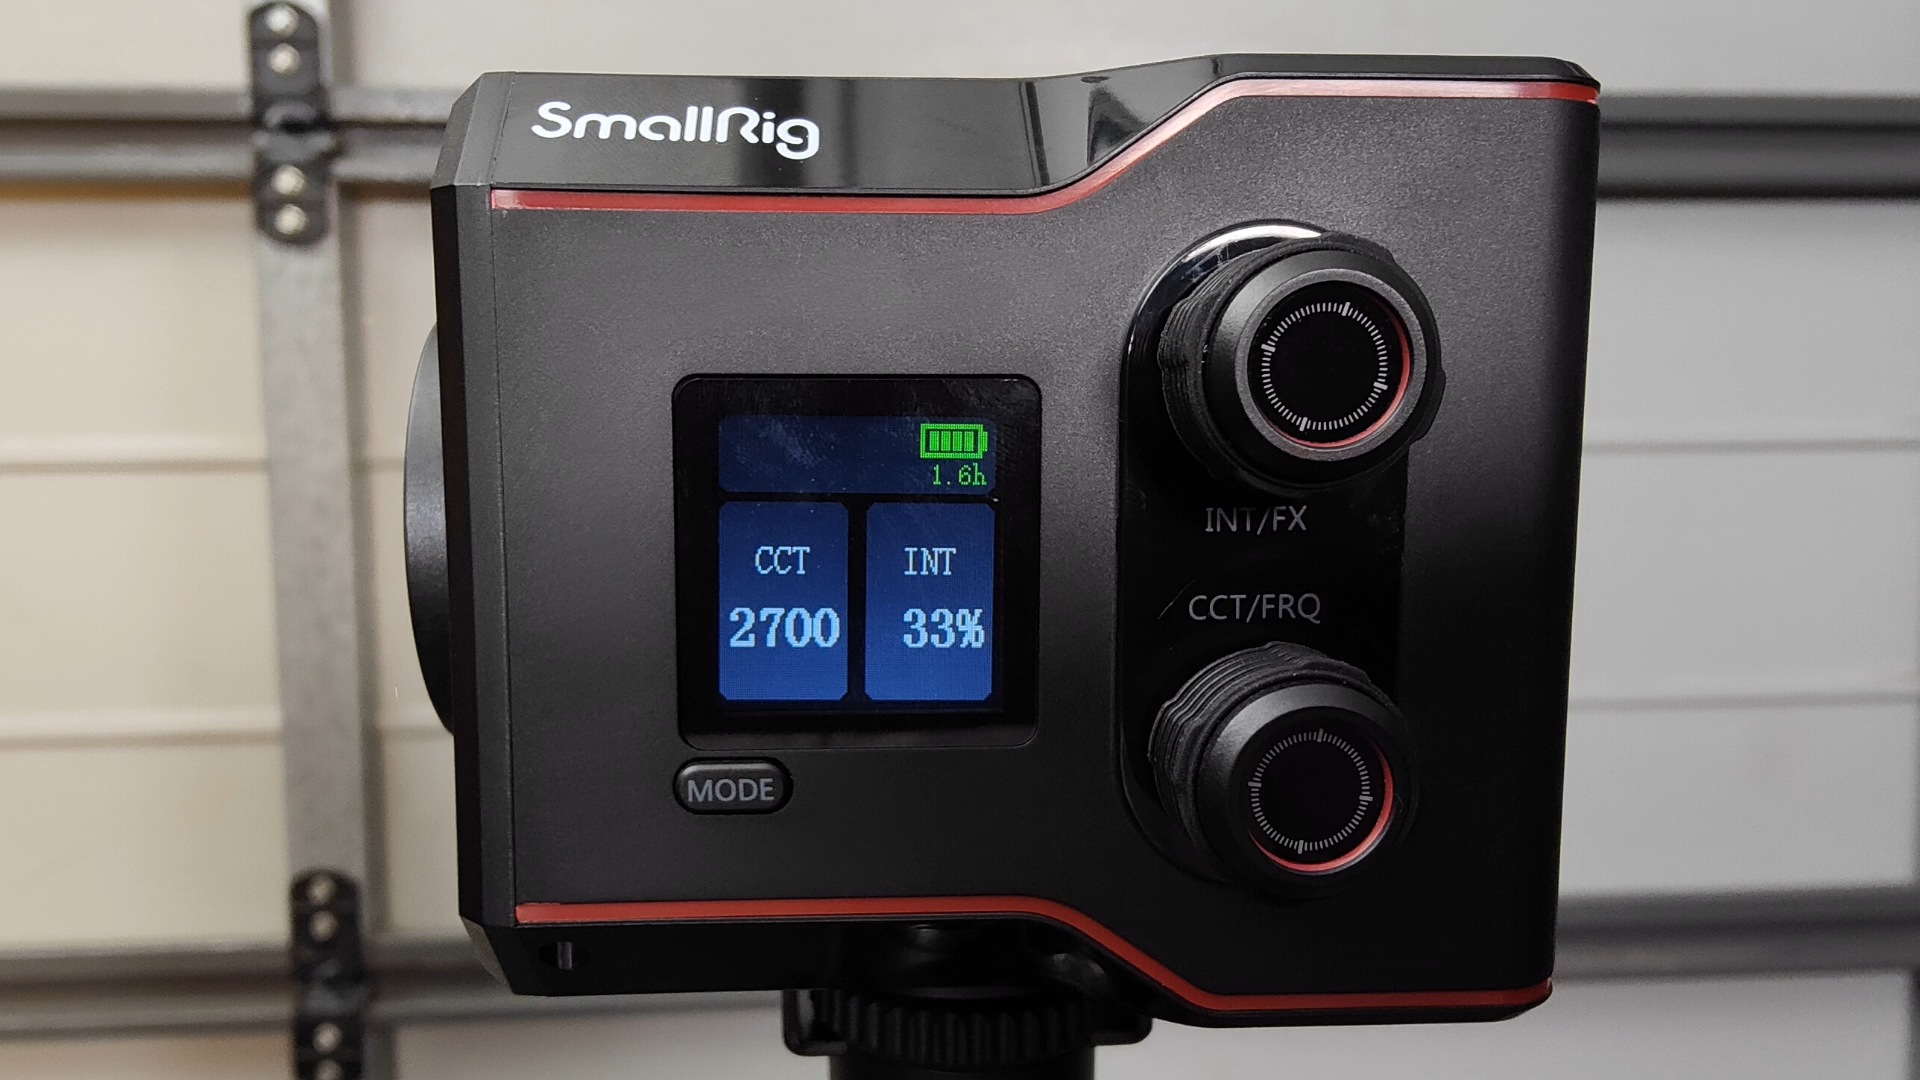 SmallRig
1.6h
CCT
2700
INT
33%
MODE
INT/FX
CCT/FRQ